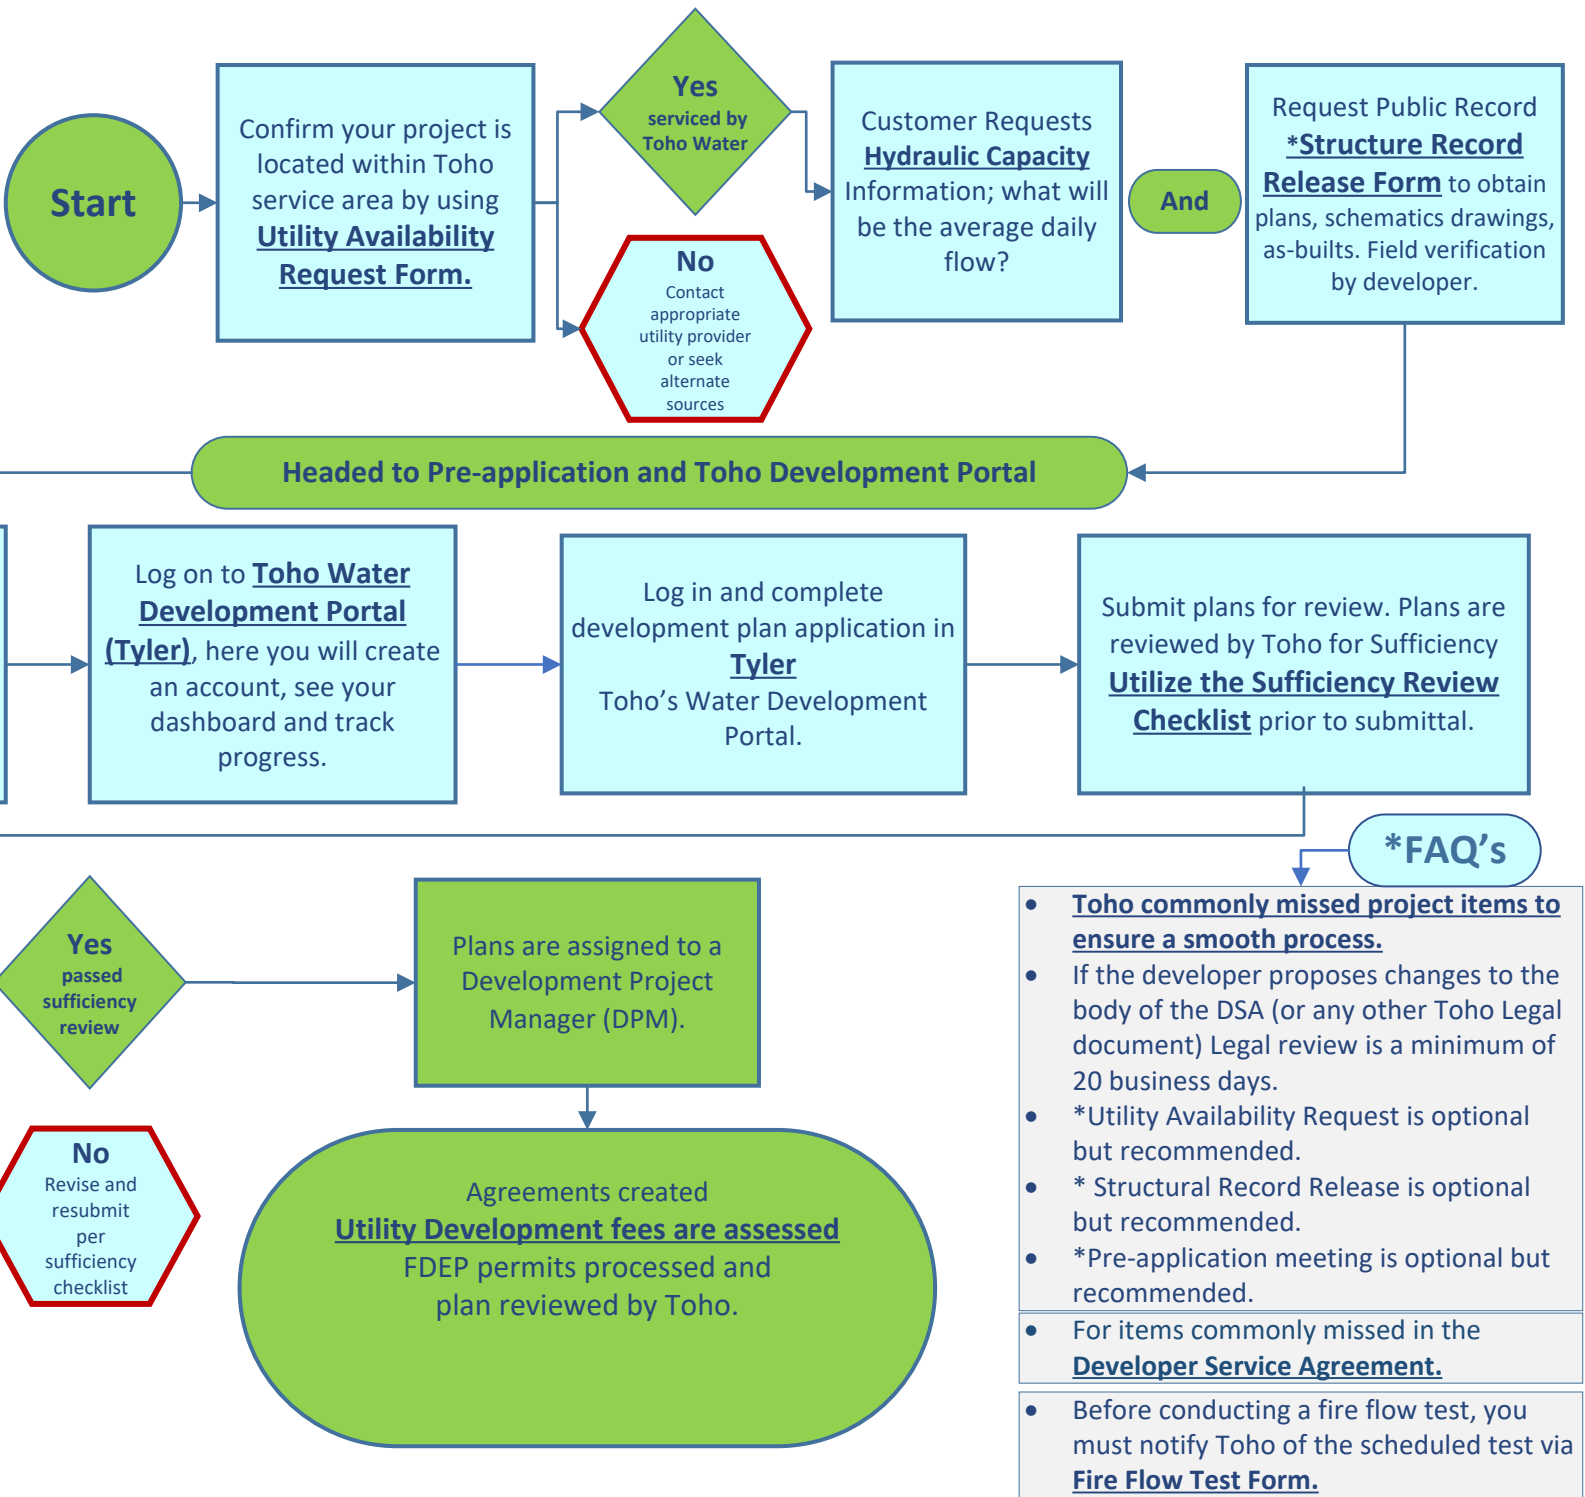 Start
Confirm your project is
located within Toho
service area by using
Utility Availability
Request Form.
Yes
serviced by
Toho Water
No
Contact
appropriate
utility provider
or seek
alternate
sources
Customer Requests
Hydraulic Capacity
Information; what will
be the average daily
flow?
And
Request Public Record
*Structure Record
Release Form to obtain
plans, schematics drawings,
as-builts. Field verification
by developer.
Headed to Pre-application and Toho Development Portal
Log on to Toho Water
Development Portal
(Tyler), here you will create
an account, see your
dashboard and track
progress.
Log in and complete
development plan application in
Tyler
Toho’s Water Development
Portal.
Submit plans for review. Plans are
reviewed by Toho for Sufficiency
Utilize the Sufficiency Review
Checklist prior to submittal.
Yes
passed
sufficiency
review
No
Revise and
resubmit
per
sufficiency
checklist
Plans are assigned to a
Development Project
Manager (DPM).
Agreements created
Utility Development fees are assessed
FDEP permits processed and
plan reviewed by Toho.
*FAQ’s
• Toho commonly missed project items to
ensure a smooth process.
• If the developer proposes changes to the
body of the DSA (or any other Toho Legal
document) Legal review is a minimum of
20 business days.
• *Utility Availability Request is optional
but recommended.
• * Structural Record Release is optional
but recommended.
• *Pre-application meeting is optional but
recommended.
• For items commonly missed in the
Developer Service Agreement.
• Before conducting a fire flow test, you
must notify Toho of the scheduled test via
Fire Flow Test Form.